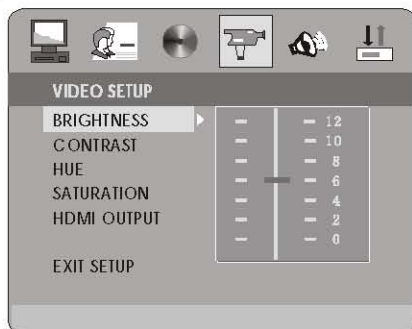 VIDEO SETUP
BRIGHTNESS
CONTRAST
HUE
SATURATION
HDMI OUTPUT
EXIT SETUP
12
10
8
6
4
2
0